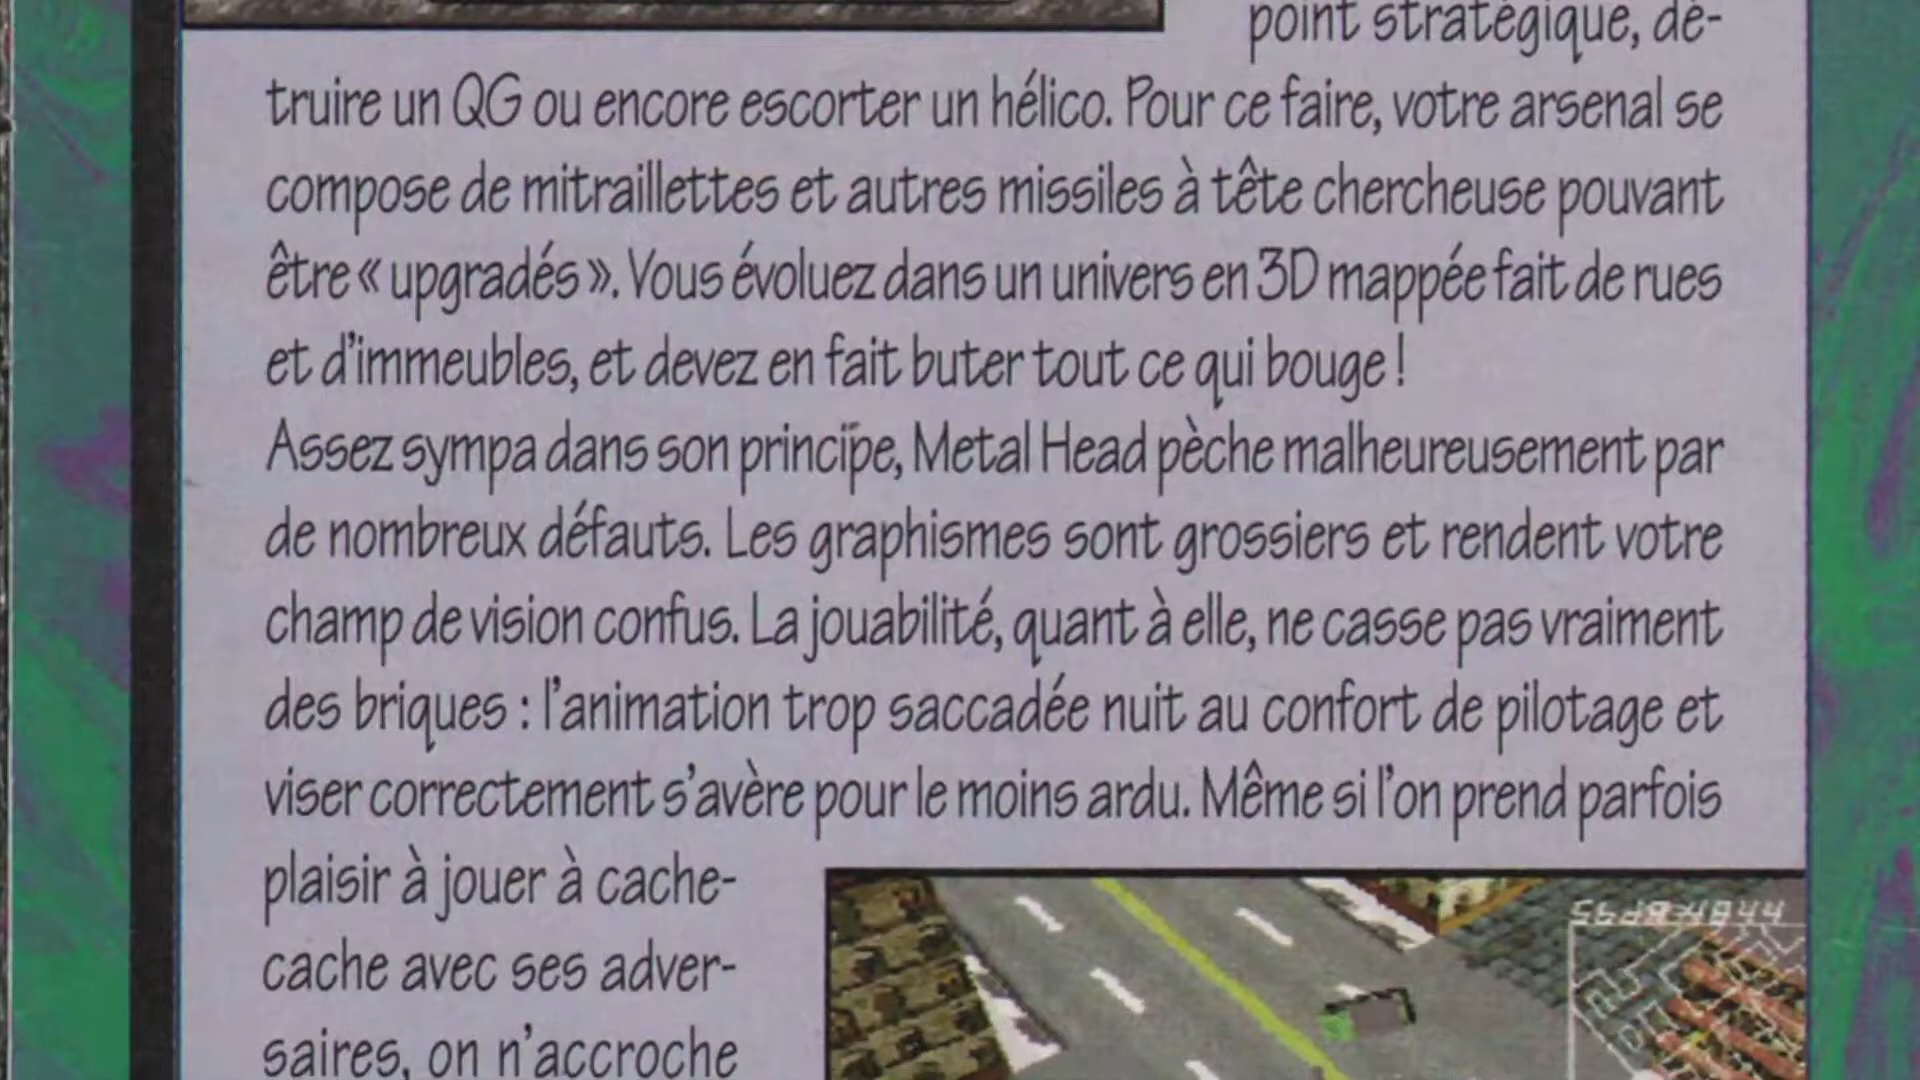 point stratégique, dé-
truire un QG ou encore escorter un hélico. Pour ce faire, votre arsenal se
compose de mitraillettes et autres missiles à tête chercheuse pouvant
être « upgradés ». Vous évoluez dans un univers en 3D mappée fait de rues
et d'immeubles, et devez en fait buter tout ce qui bouge !
Assez sympa dans son principe, Metal Head pèche malheureusement par
de nombreux défauts. Les graphismes sont grossiers et rendent votre
champ de vision confus. La jouabilité, quant à elle, ne casse pas vraiment
des briques : l'animation trop saccadée nuit au confort de pilotage et
viser correctement s'avère pour le moins ardu. Même si l'on prend parfois
plaisir à jouer à cache-
cache avec ses adver-
saires, on n'accroche